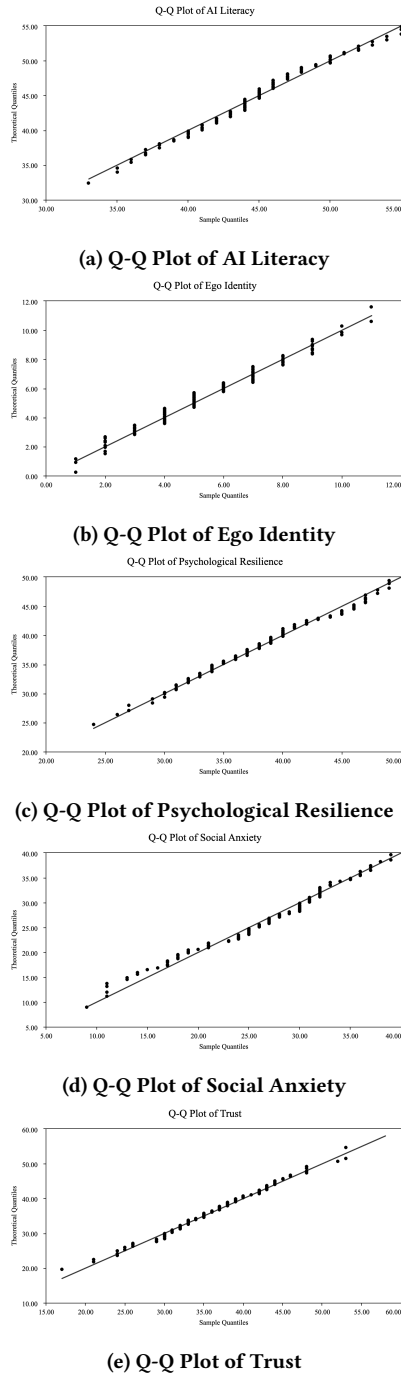 Q-Q Plot of AI Literacy
55.00
50.00
45.00
40.00
35.00
30.00
Theoretical Quantiles
30.00 35.00 40.00 45.00 50.00 55.00
Sample Quantiles
(a) Q-Q Plot of AI Literacy
Q-Q Plot of Ego Identity
12.00
10.00
8.00
6.00
4.00
2.00
0.00
Theoretical Quantiles
0.00 2.00 4.00 6.00 8.00 10.00 12.00
Sample Quantiles
(b) Q-Q Plot of Ego Identity
Q-Q Plot of Psychological Resilience
50.00
45.00
40.00
35.00
30.00
25.00
20.00
Theoretical Quantiles
20.00 25.00 30.00 35.00 40.00 45.00 50.00
Sample Quantiles
(c) Q-Q Plot of Psychological Resilience
Q-Q Plot of Social Anxiety
40.00
35.00
30.00
25.00
20.00
15.00
10.00
5.00
Theoretical Quantiles
5.00 10.00 15.00 20.00 25.00 30.00 35.00 40.00
Sample Quantiles
(d) Q-Q Plot of Social Anxiety
Q-Q Plot of Trust
60.00
50.00
40.00
30.00
20.00
10.00
Theoretical Quantiles
15.00 20.00 25.00 30.00 35.00 40.00 45.00 50.00 55.00 60.00
Sample Quantiles
(e) Q-Q Plot of Trust